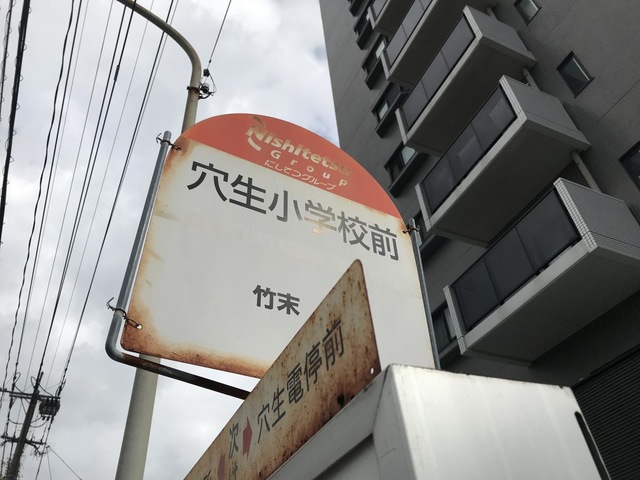 Nishitetsu
Group
にしてつグループ
穴生小学校前
竹末
次は➡穴生電停前